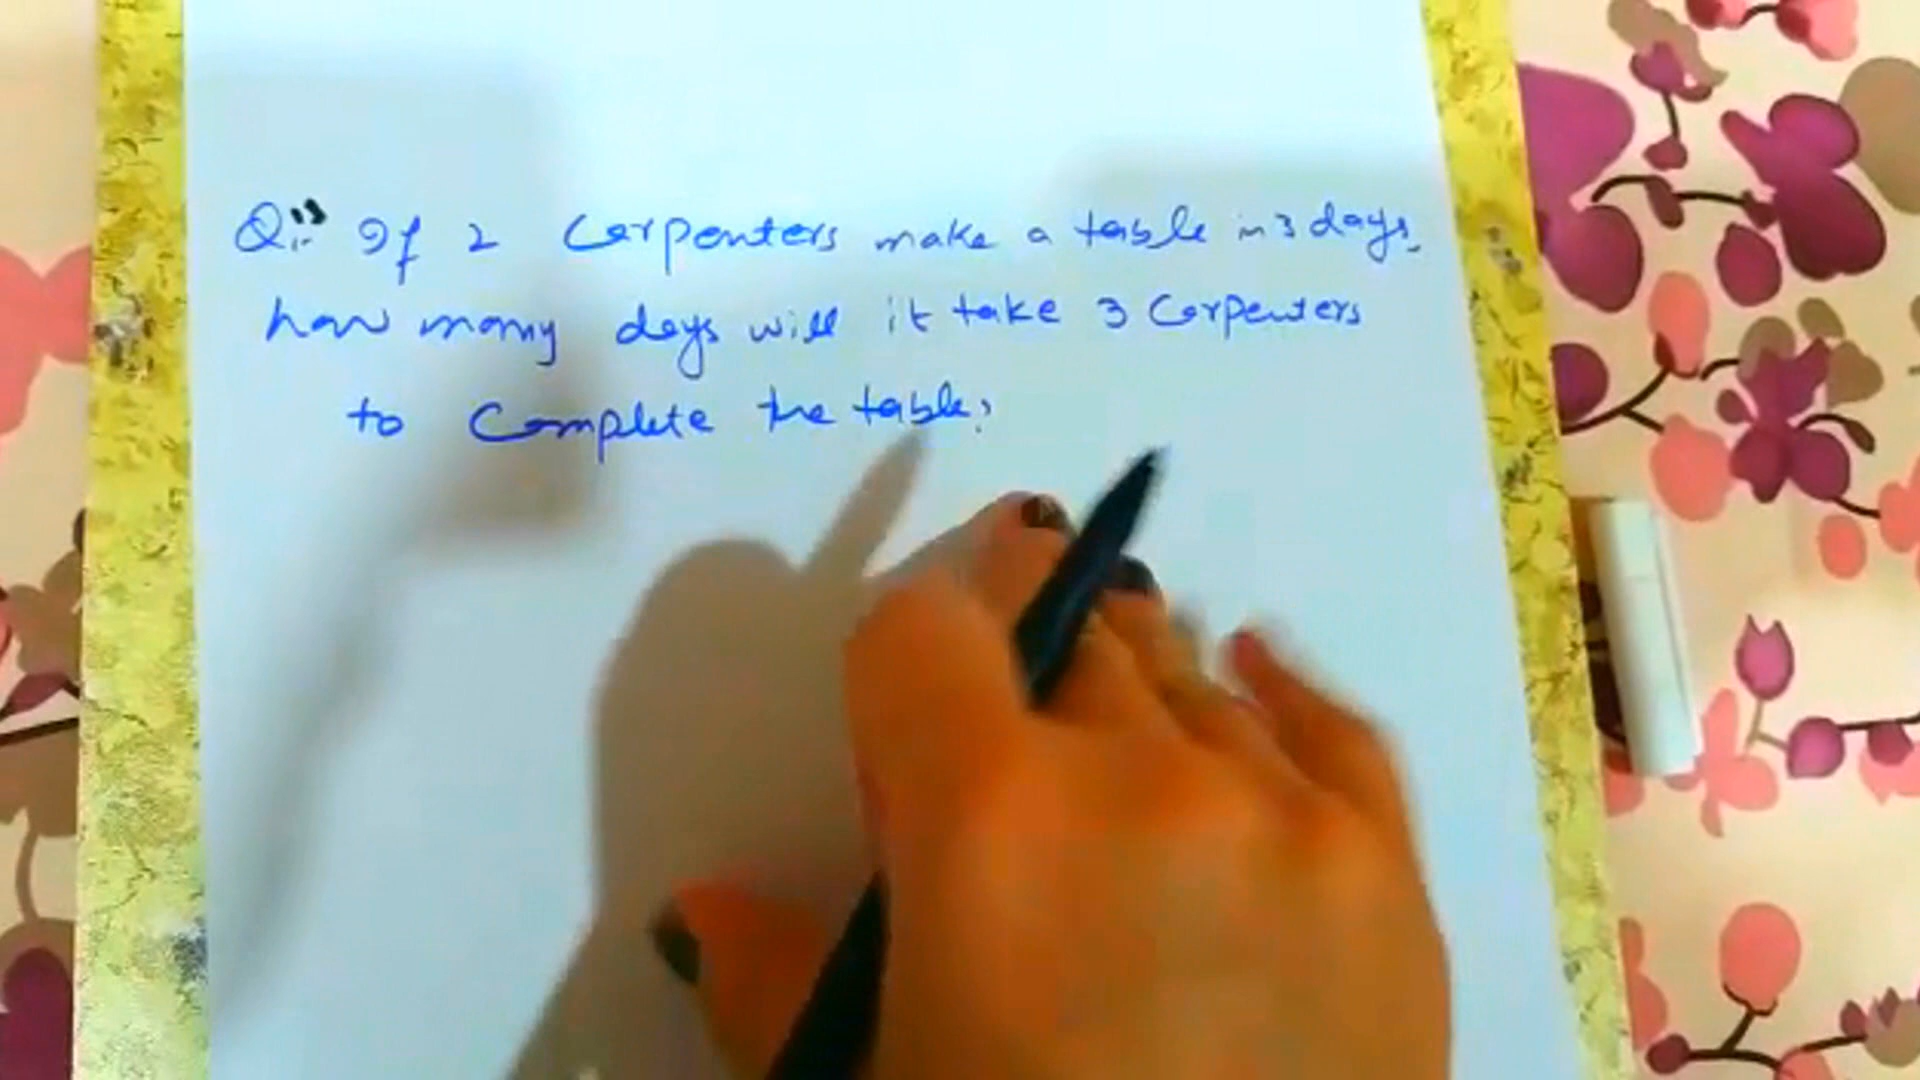 Q:- If 2 Carpenters make a table in 3 days,
how many days will it take 3 Carpenters
to Complete the table?